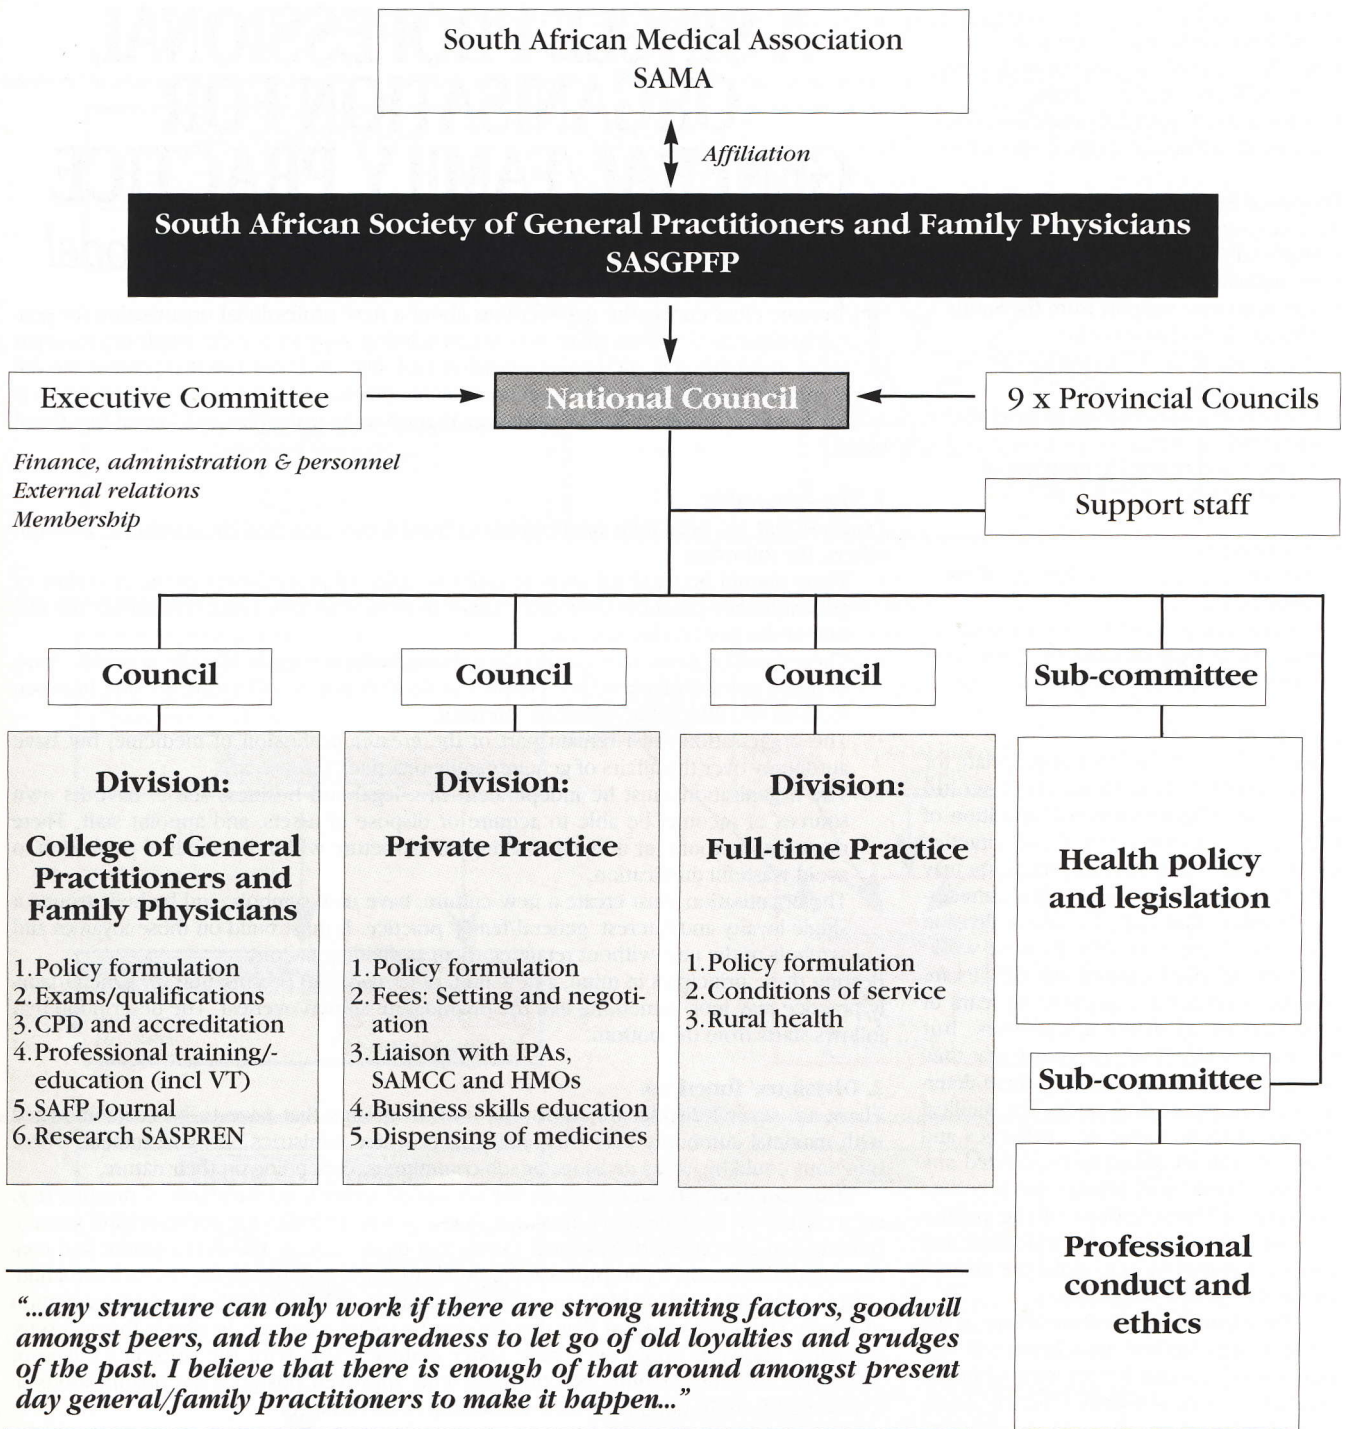 South African Medical Association
SAMA
Affiliation
South African Society of General Practitioners and Family Physicians
SASGPFP
Executive Committee
National Council
9 x Provincial Councils
Finance, administration & personnel
External relations
Membership
Support staff
Council
Division:
College of General
Practitioners and
Family Physicians
1. Policy formulation
2. Exams/qualifications
3. CPD and accreditation
4. Professional training/-
education (incl VT)
5. SAFP Journal
6. Research SASPREN
Council
Division:
Private Practice
1. Policy formulation
2. Fees: Setting and negoti-
ation
3. Liaison with IPAs,
SAMCC and HMOs
4. Business skills education
5. Dispensing of medicines
Council
Division:
Full-time Practice
1. Policy formulation
2. Conditions of service
3. Rural health
Sub-committee
Health policy
and legislation
Sub-committee
Professional
conduct and
ethics
“...any structure can only work if there are strong uniting factors, goodwill
amongst peers, and the preparedness to let go of old loyalties and grudges
of the past. I believe that there is enough of that around amongst present
day general/family practitioners to make it happen...”